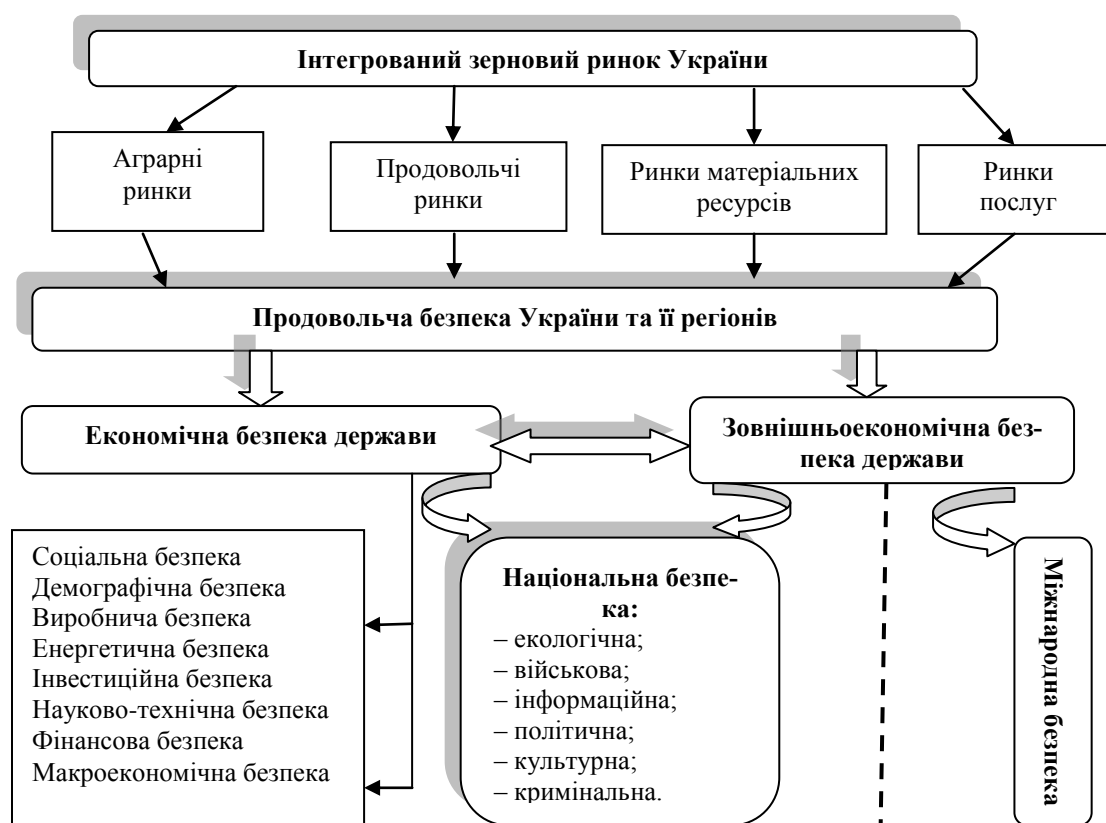 Інтегрований зерновий ринок України
Аграрні
ринки
Продовольчі
ринки
Ринки матеріальних
ресурсів
Ринки
послуг
Продовольча безпека України та її регіонів
Економічна безпека держави
Зовнішньоекономічна без-
пека держави
Соціальна безпека
Демографічна безпека
Виробнича безпека
Енергетична безпека
Інвестиційна безпека
Науково-технічна безпека
Фінансова безпека
Макроекономічна безпека
Національна безпе-
ка:
– екологічна;
– військова;
– інформаційна;
– політична;
– культурна;
– кримінальна.
Міжнародна безпека